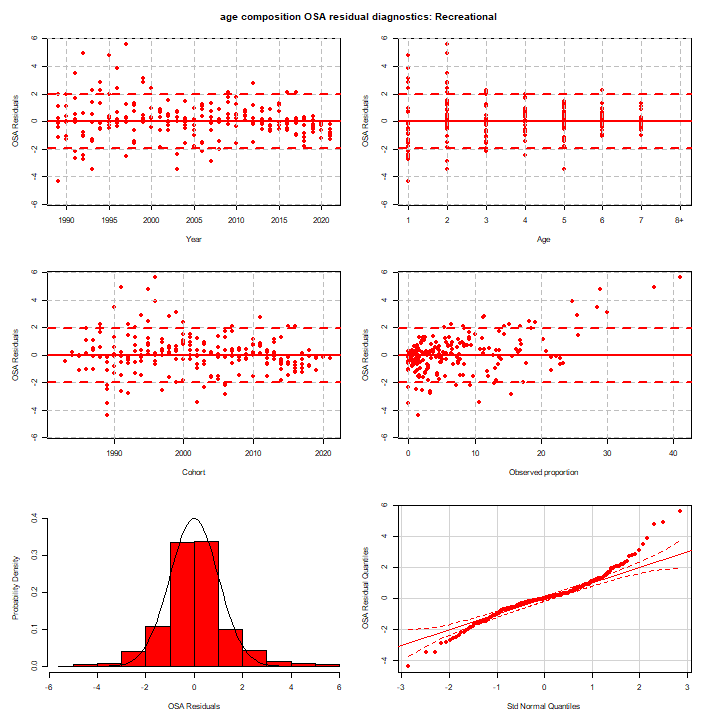 age composition OSA residual diagnostics: Recreational
6
4
2
0
-2
-4
-6
OSA Residuals
1990 1995 2000 2005 2010 2015 2020
Year
6
4
2
0
-2
-4
-6
OSA Residuals
1 2 3 4 5 6 7 8+
Age
6
4
2
0
-2
-4
-6
OSA Residuals
1990 2000 2010 2020
Cohort
6
4
2
0
-2
-4
-6
OSA Residuals
0 10 20 30 40
Observed proportion
0.4
0.3
0.2
0.1
0.0
Probability Density
-6 -4 -2 0 2 4 6
OSA Residuals
6
4
2
0
-2
-4
OSA Residual Quantiles
-3 -2 -1 0 1 2 3
Std Normal Quantiles